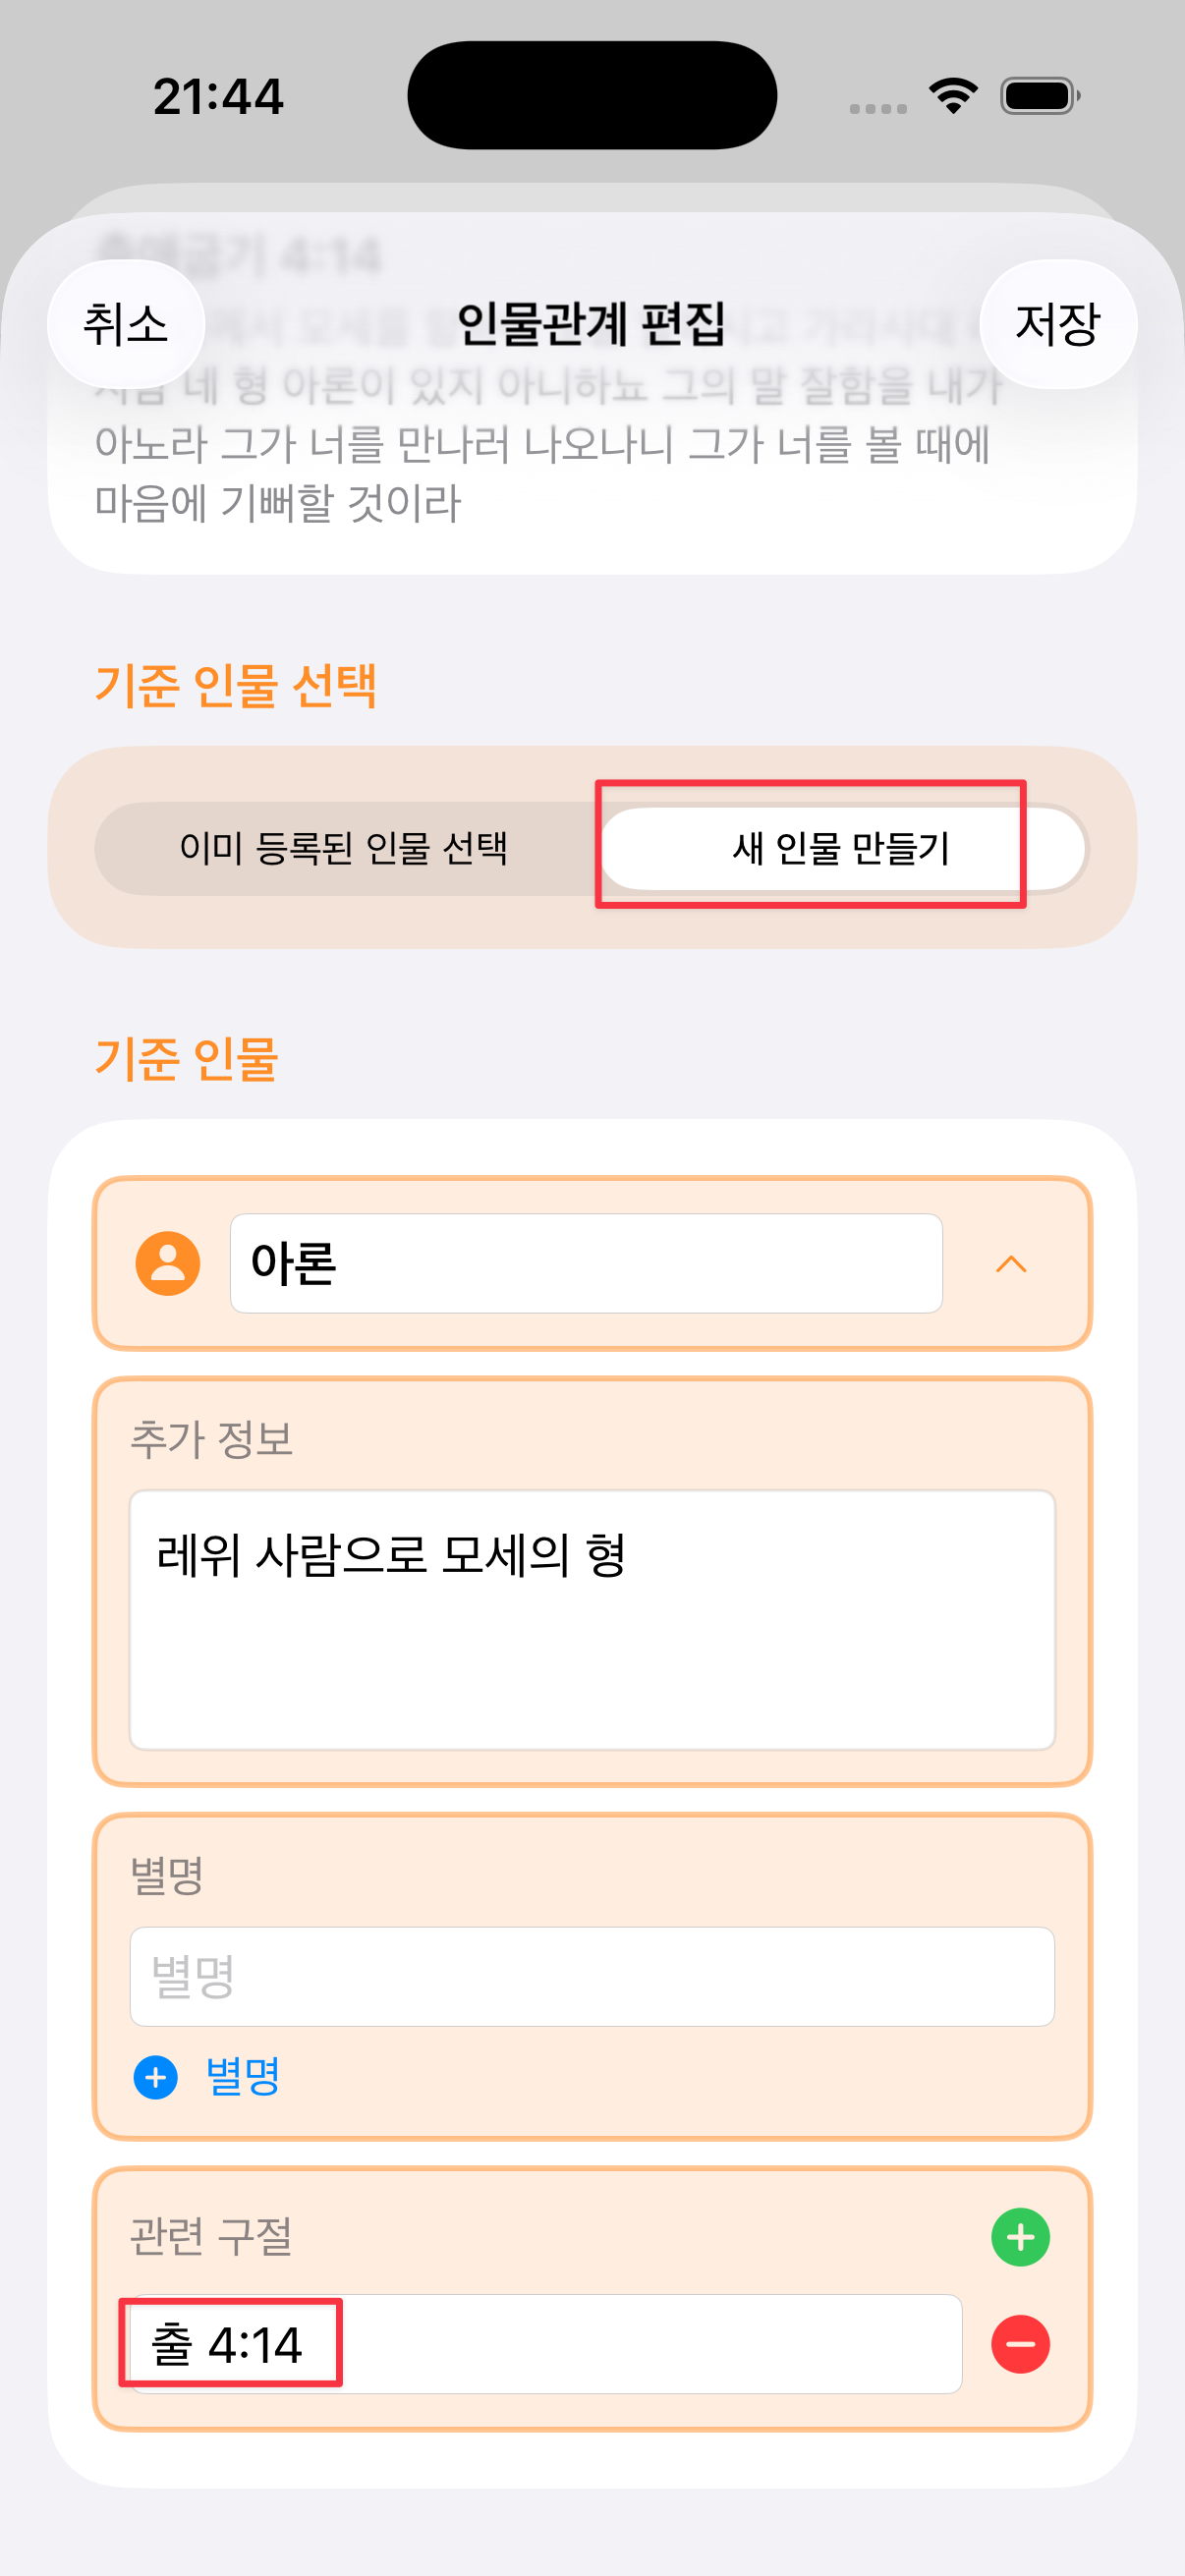 21:44
4:14
취소
인물관계 편집
저장
네 형 아론이 있지 아니하뇨 그의 말 잘함을 내가
아노라 그가 너를 만나러 나오나니 그가 너를 볼 때에
마음에 기뻐할 것이라
기준 인물 선택
이미 등록된 인물 선택
새 인물 만들기
기준 인물
아론
추가 정보
레위 사람으로 모세의 형
별명
별명
별명
관련 구절
출 4:14